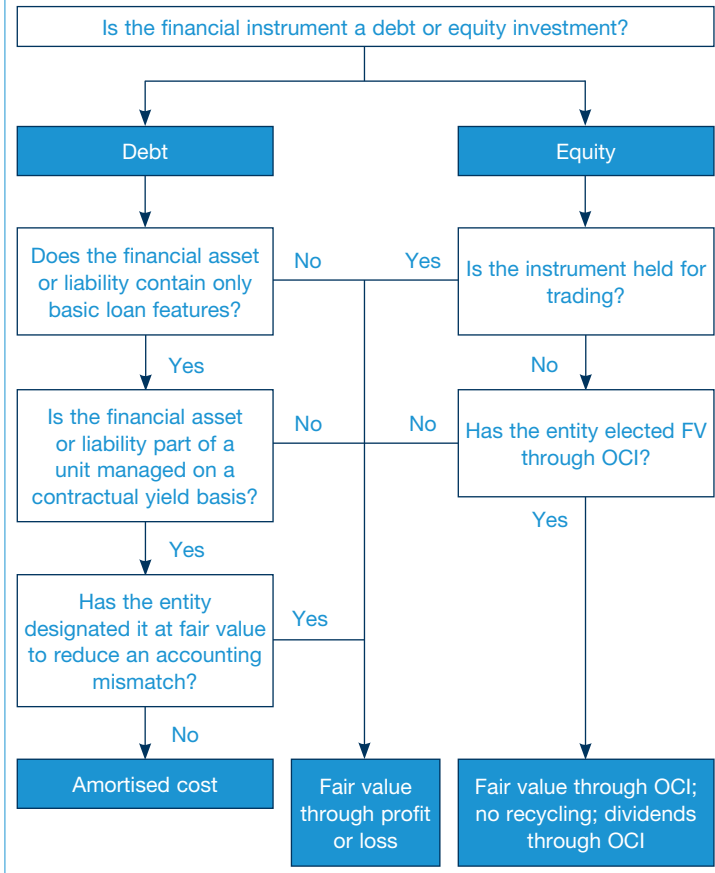 Is the financial instrument a debt or equity investment?
Debt
Equity
Does the financial asset
or liability contain only
basic loan features?
No
Yes
Is the instrument held for
trading?
Yes
No
Is the financial asset
or liability part of a
unit managed on a
contractual yield basis?
No
No
Has the entity elected FV
through OCI?
Yes
Yes
Has the entity
designated it at fair value
to reduce an accounting
mismatch?
Yes
No
Amortised cost
Fair value
through profit
or loss
Fair value through OCI;
no recycling; dividends
through OCI